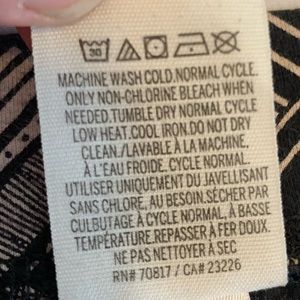 30
MACHINE WASH COLD.NORMAL CYCLE.
ONLY NON-CHLORINE BLEACH WHEN
NEEDED.TUMBLE DRY NORMAL CYCLE
LOW HEAT.COOL IRON.DO NOT DRY
CLEAN./LAVABLE À LA MACHINE,
À L'EAU FROIDE. CYCLE NORMAL.
UTILISER UNIQUEMENT DU JAVELLISANT
SANS CHLORE, AU BESOIN.SÉCHER PAR
CULBUTAGE À CYCLE NORMAL, À BASSE
TEMPÉRATURE.REPASSER À FER DOUX.
NE PAS NETTOYER À SEC
RN# 70817 / CA# 23226